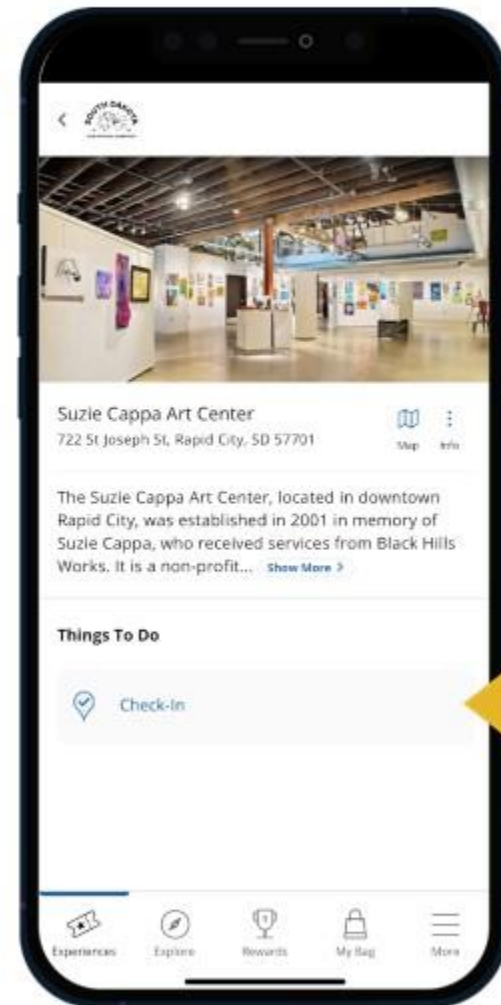 SOUTH DAKOTA
Suzie Cappa Art Center
722 St Joseph St, Rapid City, SD 57701
Map
Info
The Suzie Cappa Art Center, located in downtown
Rapid City, was established in 2001 in memory of
Suzie Cappa, who received services from Black Hills
Works. It is a non-profit... Show More >
Things To Do
Check-In
Experiences
Explore
Rewards
My Bag
More